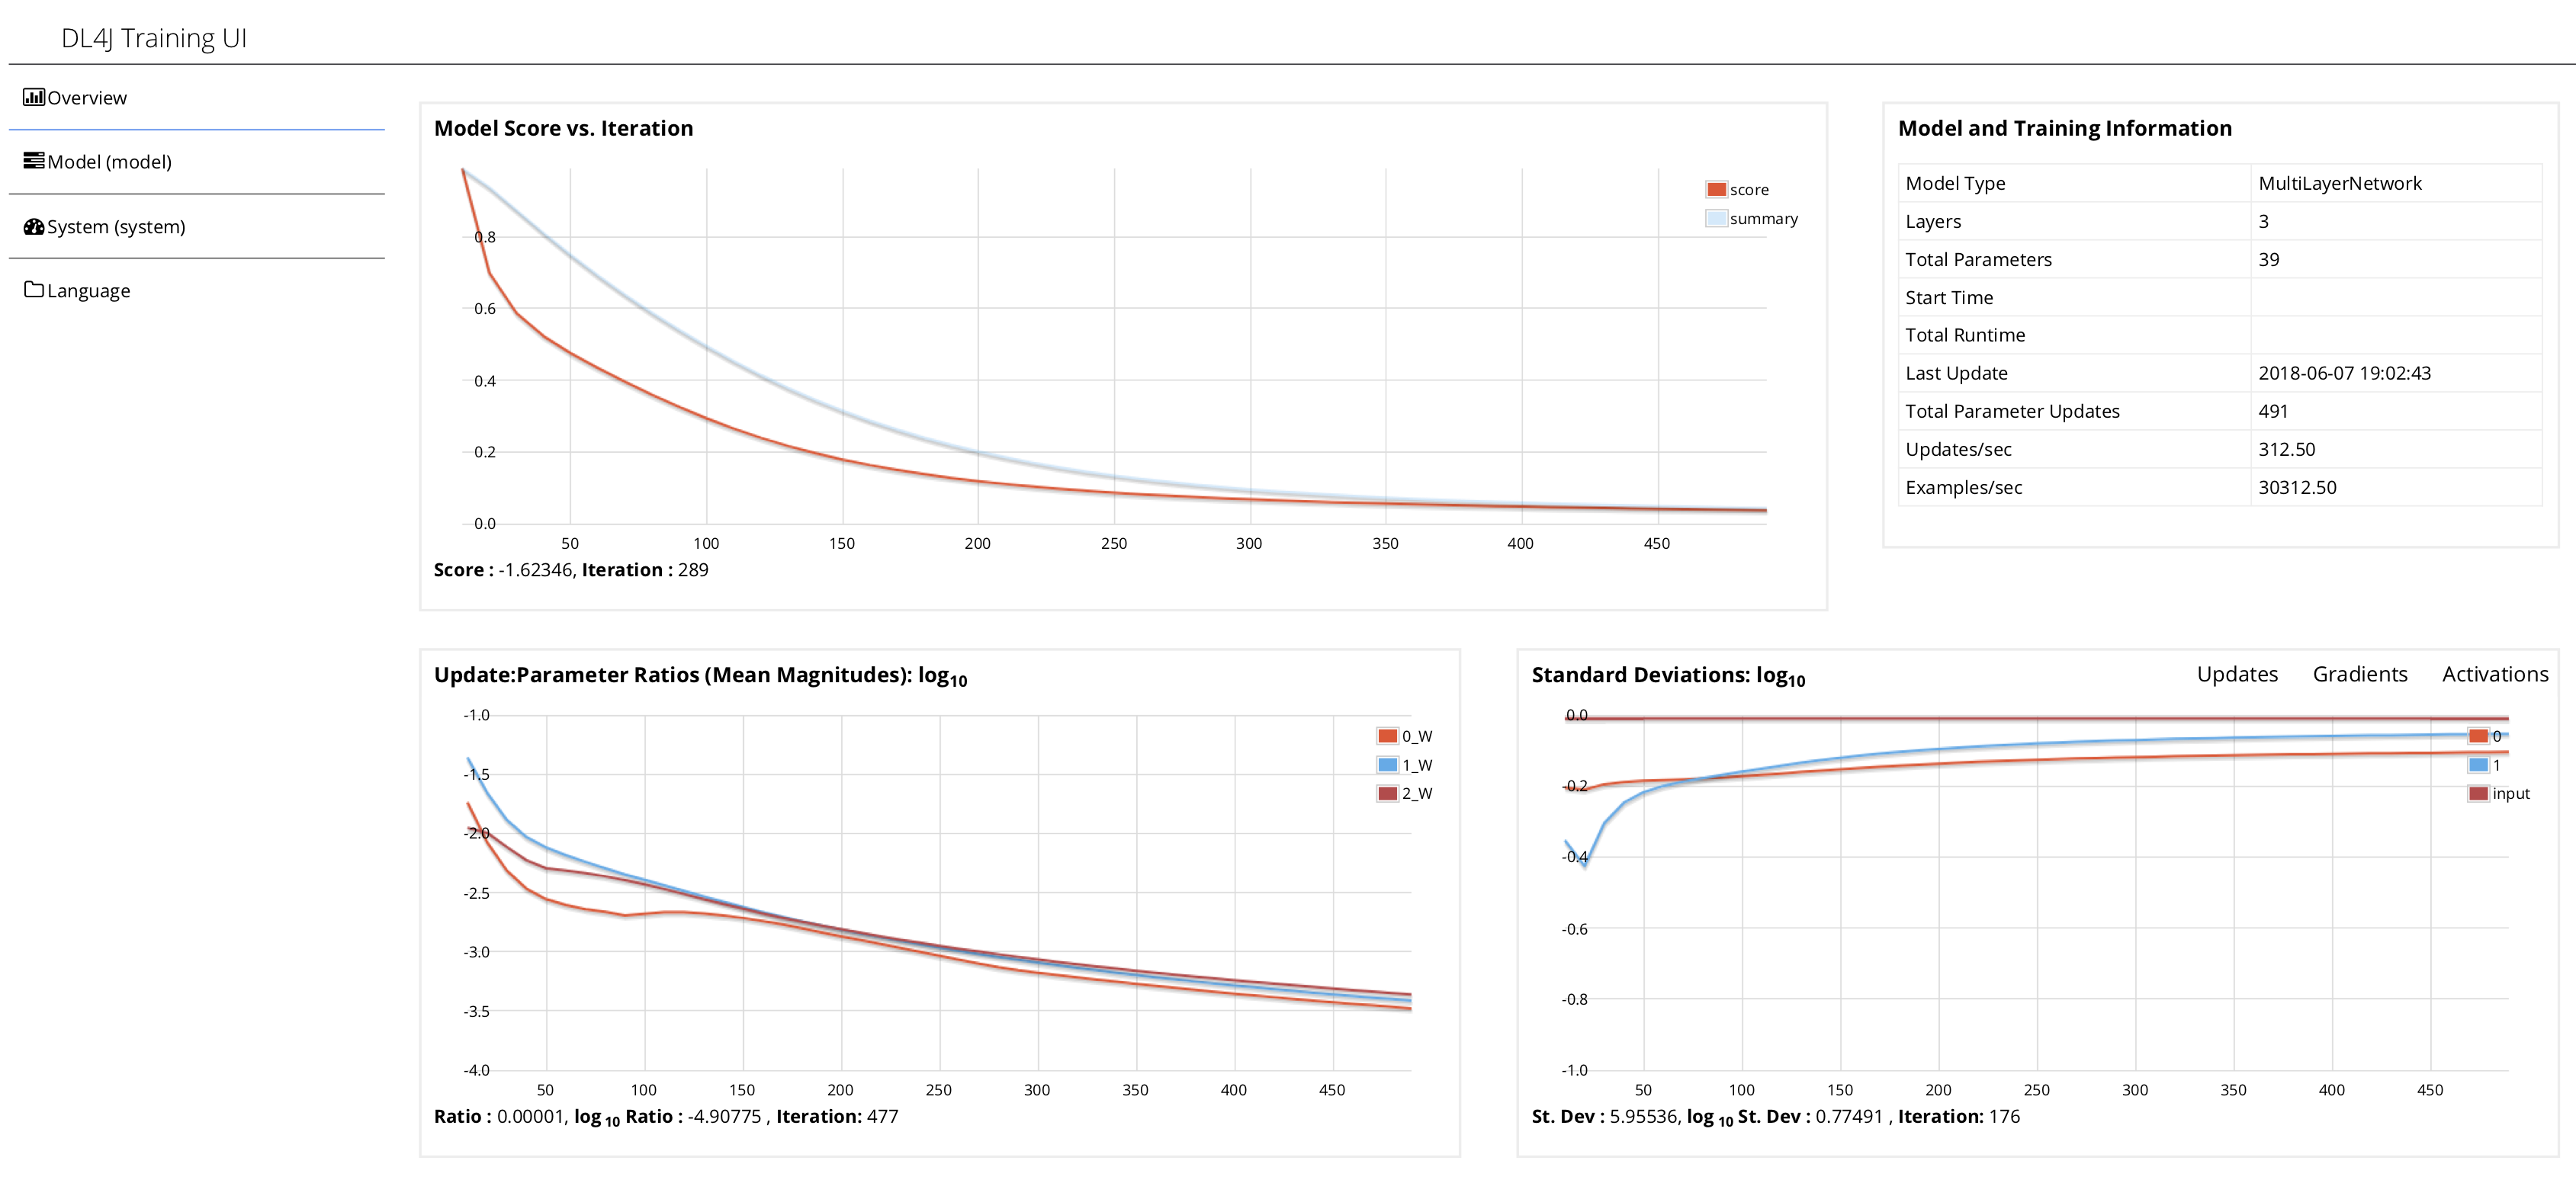 DL4J Training UI
Overview
Model (model)
System (system)
Language
Model Score vs. Iteration
score
summary
0.8
0.6
0.4
0.2
0.0
50 100 150 200 250 300 350 400 450
Score : -1.62346, Iteration : 289
Model and Training Information
Model Type MultiLayerNetwork
Layers 3
Total Parameters 39
Start Time
Total Runtime
Last Update 2018-06-07 19:02:43
Total Parameter Updates 491
Updates/sec 312.50
Examples/sec 30312.50
Update:Parameter Ratios (Mean Magnitudes): log10
-1.0
-1.5
-2.0
-2.5
-3.0
-3.5
-4.0
0_W
1_W
2_W
50 100 150 200 250 300 350 400 450
Ratio : 0.00001, log 10 Ratio : -4.90775 , Iteration: 477
Standard Deviations: log10
Updates Gradients Activations
0.0
-0.2
-0.4
-0.6
-0.8
-1.0
0
1
input
50 100 150 200 250 300 350 400 450
St. Dev : 5.95536, log 10 St. Dev : 0.77491 , Iteration: 176